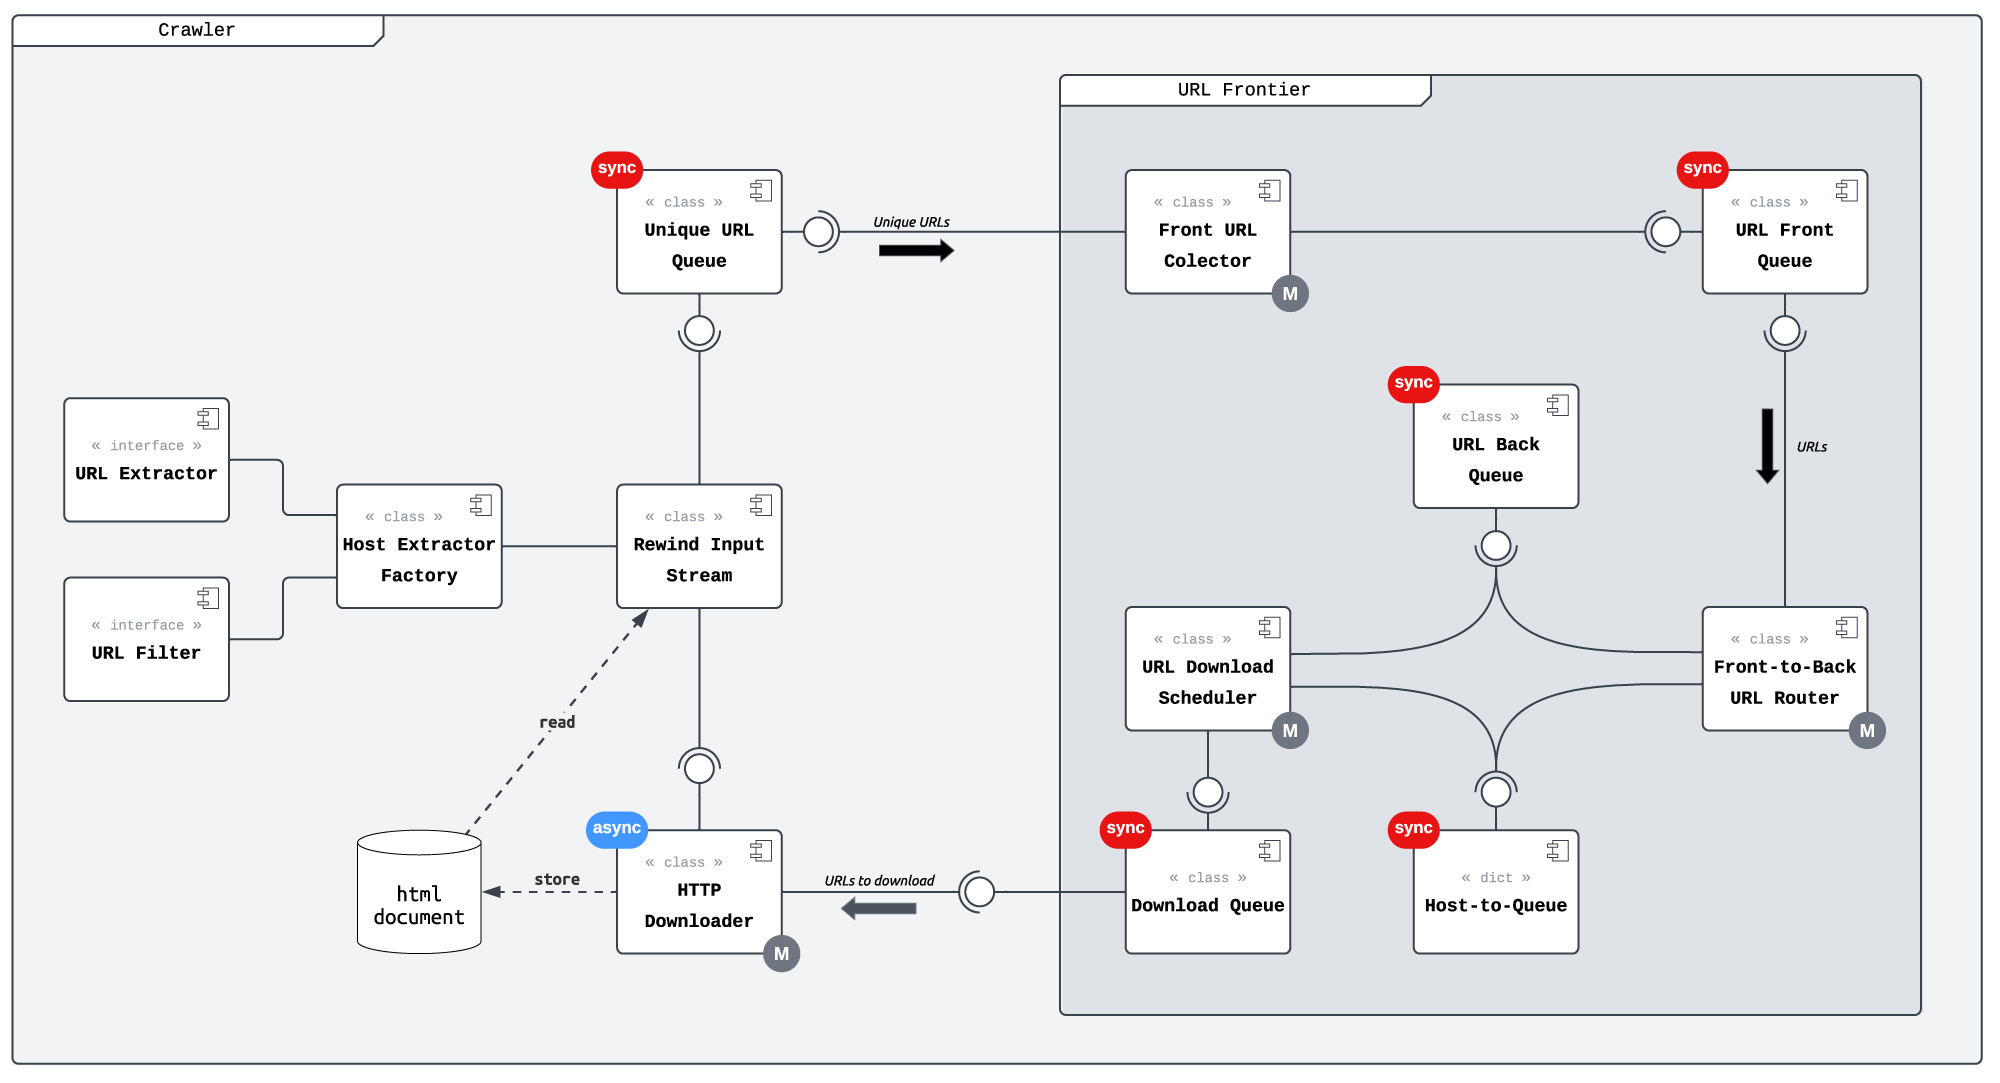 Crawler
URL Frontier
sync
« class »
Unique URL
Queue
Unique URLs
« class »
Front URL
Colector
M
sync
« class »
URL Front
Queue
URLs
sync
« class »
URL Back
Queue
« interface »
URL Extractor
« class »
Host Extractor
Factory
« class »
Rewind Input
Stream
« interface »
URL Filter
« class »
URL Download
Scheduler
M
« class »
Front-to-Back
URL Router
M
read
html
document
store
async
« class »
HTTP
Downloader
M
URLs to download
sync
« class »
Download Queue
sync
« dict »
Host-to-Queue